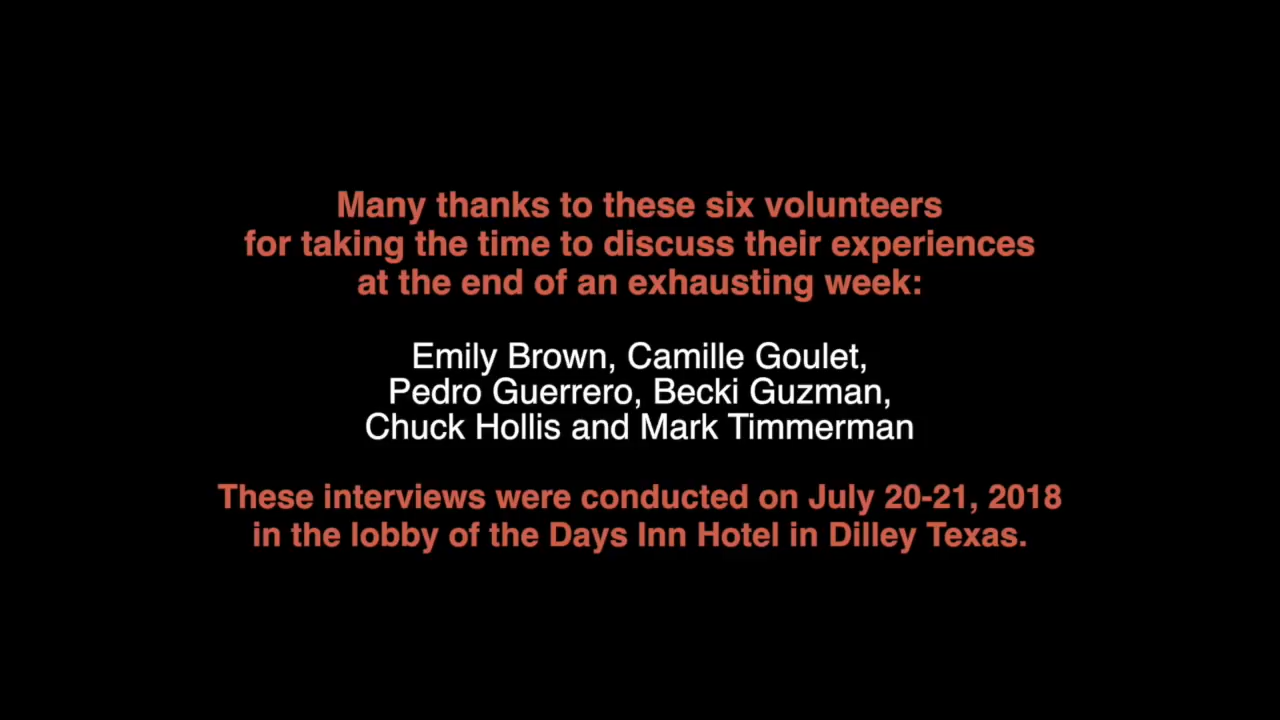 Many thanks to these six volunteers
for taking the time to discuss their experiences
at the end of an exhausting week:
Emily Brown, Camille Goulet,
Pedro Guerrero, Becki Guzman,
Chuck Hollis and Mark Timmerman
These interviews were conducted on July 20-21, 2018
in the lobby of the Days Inn Hotel in Dilley Texas.